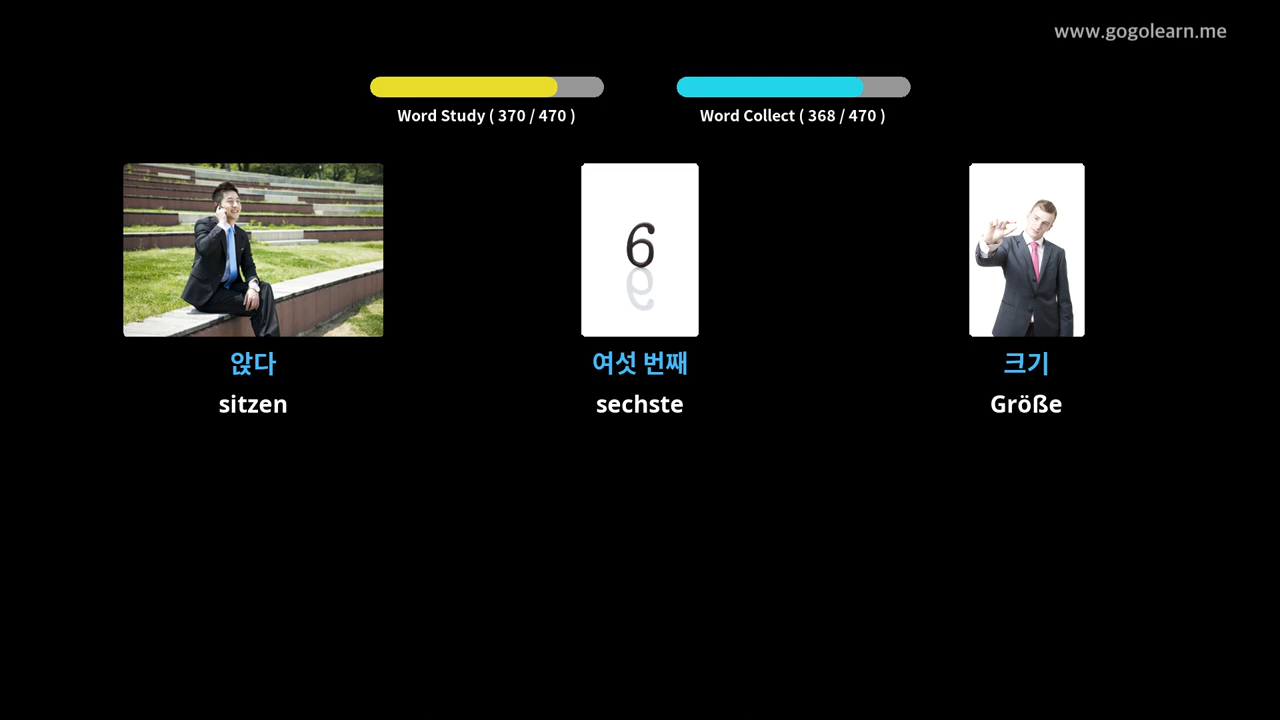 www.gogolearn.me
Word Study ( 370 / 470 )
Word Collect ( 368 / 470 )
6
앉다
여섯 번째
크기
sitzen
sechste
Größe